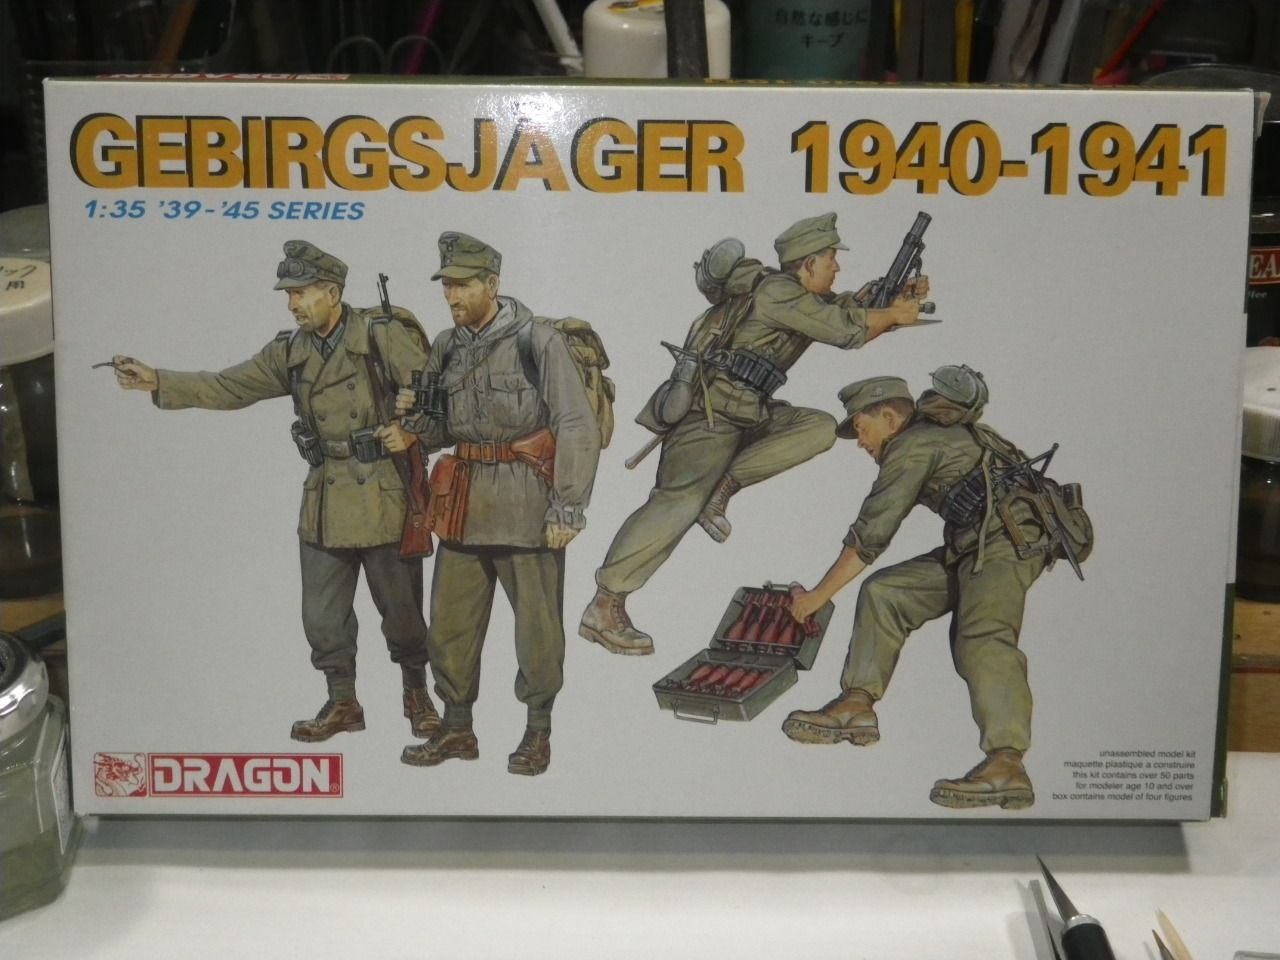 自然な感じに
キープ
GEBIRGSJAGER 1940-1941
1:35 '39-'45 SERIES
DRAGON
unassembled model kit
maquette plastique a construire
this kit contains over 50 parts
for modeler age 10 and over
box contains model of four figures